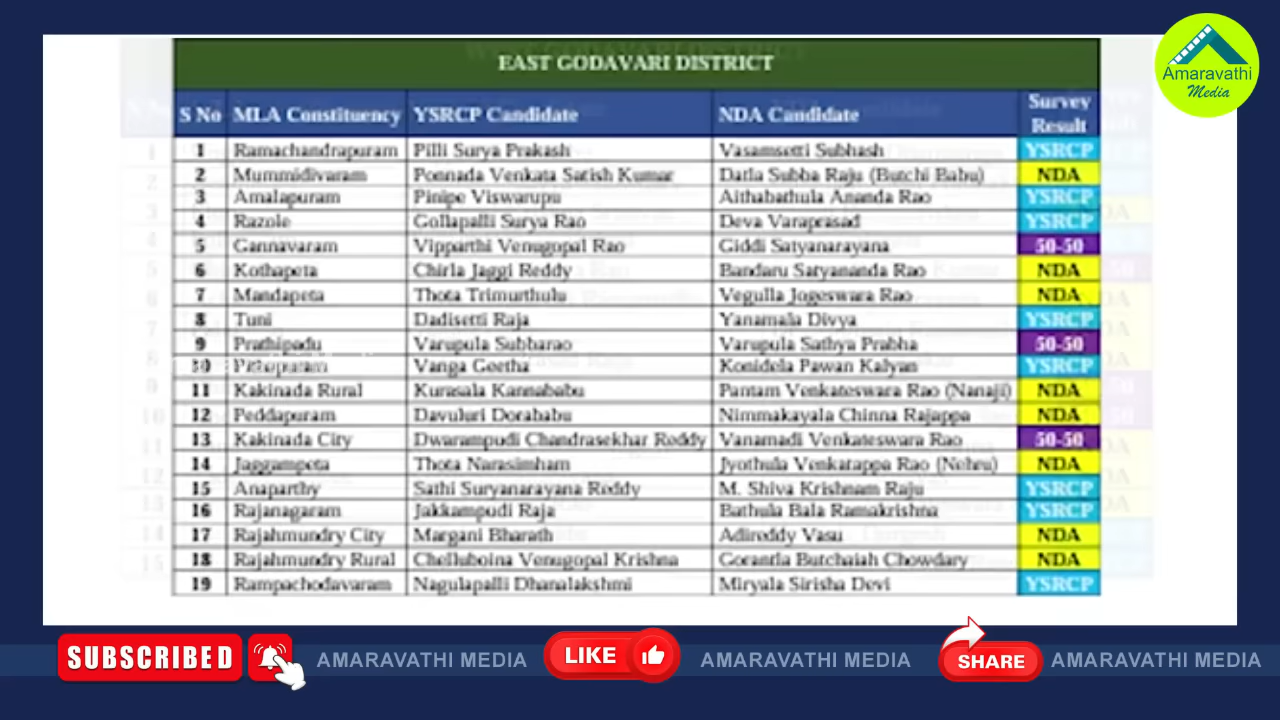 EAST GODAVARI DISTRICT
S No MLA Constituency YSRCP Candidate NDA Candidate Survey Result
1 Ramachandrapuram Pilli Surya Prakash Vasamsetti Subhash YSRCP
2 Mummidivaram Ponnada Venkata Satish Kumar Datla Subba Raju (Butchi Babu) NDA
3 Amalapuram Pinipe Viswarupu Aithabathula Ananda Rao YSRCP
4 Razole Gollapalli Surya Rao Deva Varaprasad YSRCP
5 Gannavaram Vipparthi Venugopal Rao Giddi Satyanarayana 50-50
6 Kothapeta Chirla Jaggi Reddy Bandaru Satyananda Rao NDA
7 Mandapeta Thota Trimurthulu Vegulla Jogeswara Rao NDA
8 Tuni Dadisetti Raja Yanamala Divya YSRCP
9 Prathipadu Varupula Subbarao Varupula Sathya Prabha 50-50
10 Pithapuram Vanga Geetha Konidela Pawan Kalyan YSRCP
11 Kakinada Rural Kurasala Kannababu Pantam Venkateswara Rao (Nanaji) NDA
12 Peddapuram Davuluri Dorababu Nimmakayala Chinna Rajappa NDA
13 Kakinada City Dwarampudi Chandrasekhar Reddy Vanamadi Venkateswara Rao 50-50
14 Jaggampeta Thota Narasimham Jyothula Venkatappa Rao (Nehru) NDA
15 Anaparthy Sathi Suryanarayana Reddy M. Shiva Krishnam Raju YSRCP
16 Rajanagaram Jakkampudi Raja Bathula Bala Ramakrishna YSRCP
17 Rajahmundry City Margani Bharath Adireddy Vasu NDA
18 Rajahmundry Rural Chelluboina Venugopal Krishna Gorantla Butchaiah Chowdary NDA
19 Rampachodavaram Nagulapalli Dhanalakshmi Miryala Sirisha Devi YSRCP
Amaravathi
Media
SUBSCRIBED AMARAVATHI MEDIA LIKE AMARAVATHI MEDIA SHARE AMARAVATHI MEDIA